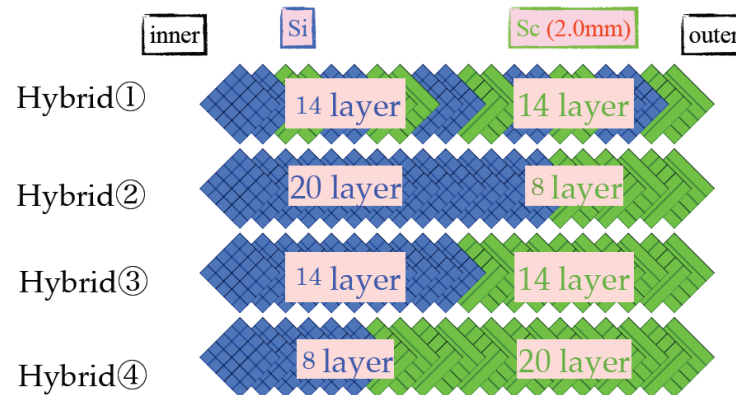 inner Si Sc (2.0mm) outer
Hybrid① 14 layer 14 layer
Hybrid② 20 layer 8 layer
Hybrid③ 14 layer 14 layer
Hybrid④ 8 layer 20 layer